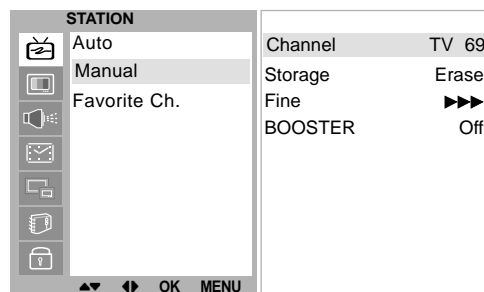 STATION
Auto
Manual
Favorite Ch.
▲▼ ◀▶ OK MENU
Channel TV 69
Storage Erase
Fine ▶▶▶
BOOSTER Off